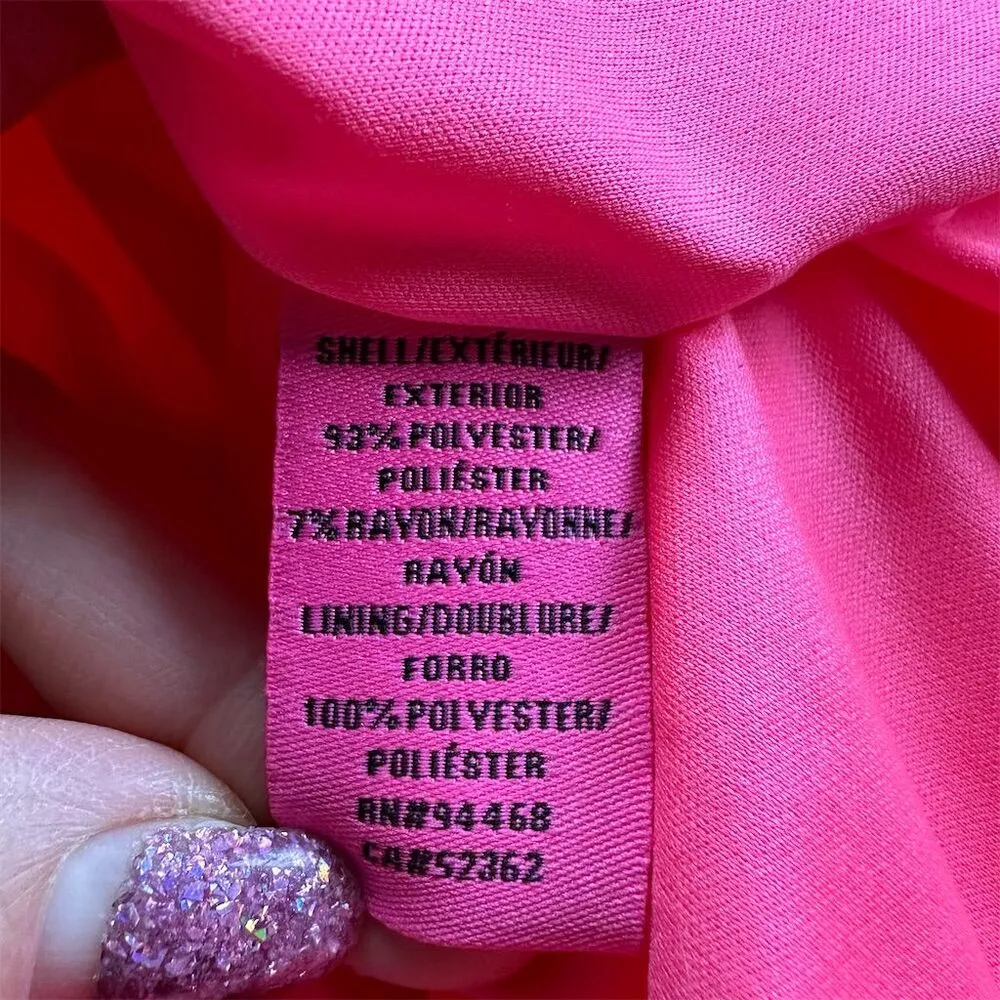 SHELL/EXTÉRIEUR/
EXTERIOR
93% POLYESTER/
POLIÉSTER
7% RAYON/RAYONNE/
RAYÓN
LINING/DOUBLURE/
FORRO
100% POLYESTER/
POLIÉSTER
RN#94468
CA#52362